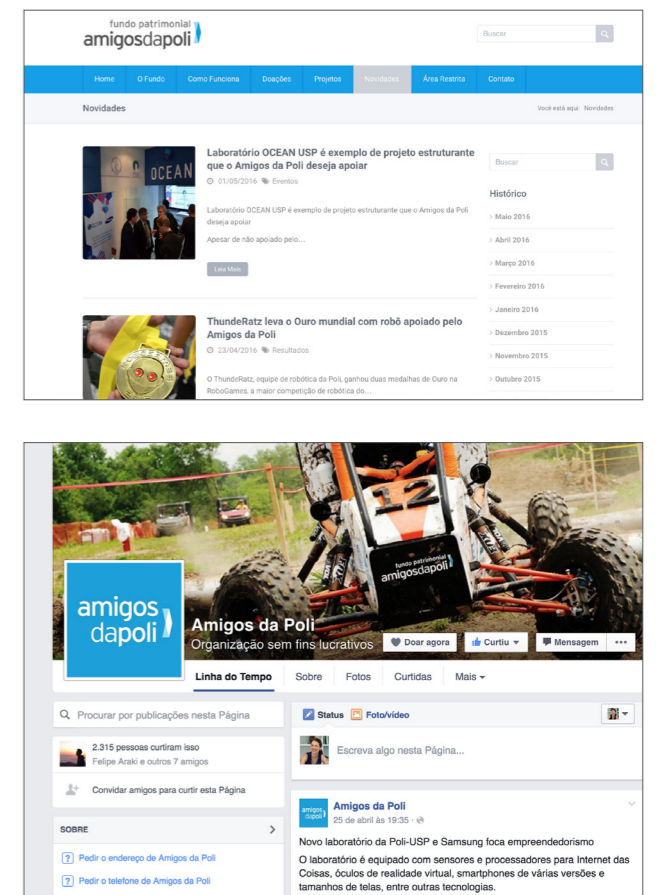 fundo patrimonial
amigosdapoli
Buscar
Home O Fundo Como Funciona Doações Projetos Novidades Área Restrita Contato
Novidades
Você está aqui: Novidades
OCEAN
Laboratório OCEAN USP é exemplo de projeto estruturante
que o Amigos da Poli deseja apoiar
01/05/2016 Eventos
Laboratório OCEAN USP é exemplo de projeto estruturante que o Amigos da Poli
deseja apoiar
Apesar de não apoiado pelo…
Leia Mais
ThundeRatz leva o Ouro mundial com robô apoiado pelo
Amigos da Poli
23/04/2016 Resultados
O ThundeRatz, equipe de robótica da Poli, ganhou duas medalhas de Ouro na
RoboGames, a maior competição de robótica do…
Buscar
Histórico
> Maio 2016
> Abril 2016
> Março 2016
> Fevereiro 2016
> Janeiro 2016
> Dezembro 2015
> Novembro 2015
> Outubro 2015
12
fundo patrimonial
amigosdapoli
amigos
dapoli
Amigos da Poli
Organização sem fins lucrativos
Doar agora
Curtiu
Mensagem
Linha do Tempo Sobre Fotos Curtidas Mais
Procurar por publicações nesta Página
2.315 pessoas curtiram isso
Felipe Araki e outros 7 amigos
Convidar amigos para curtir esta Página
SOBRE
? Pedir o endereço de Amigos da Poli
? Pedir o telefone de Amigos da Poli
Status Foto/vídeo
Escreva algo nesta Página...
amigos
dapoli
Amigos da Poli
25 de abril às 19:35 ·
Novo laboratório da Poli-USP e Samsung foca empreendedorismo
O laboratório é equipado com sensores e processadores para Internet das
Coisas, óculos de realidade virtual, smartphones de várias versões e
tamanhos de telas, entre outras tecnologias.